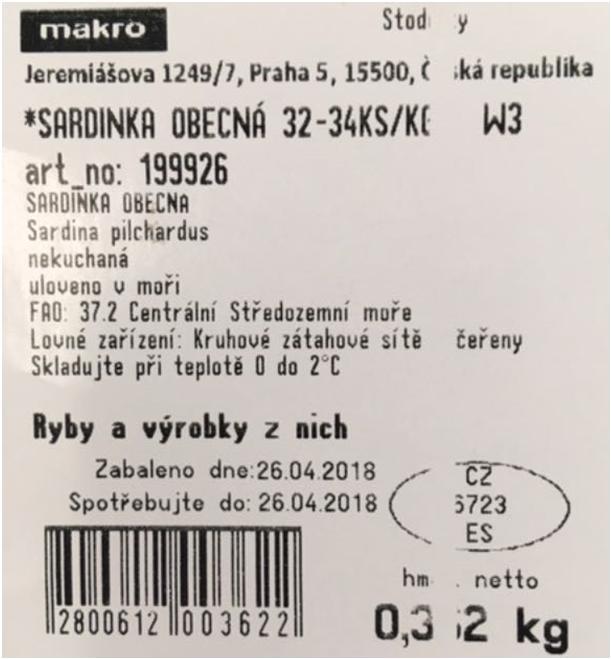 makro
Jeremiášova 1249/7, Praha 5, 15500, republika
*SARDINKA OBECNÁ 32-34KS/KG W3
art_no: 199926
SARDINKA OBECNA
Sardina pilchardus
nekuchaná
uloveno v moři
FAO: 37.2 Centrální Středozemní moře
Lovné zařízení: Kruhové zátahové sítě čeřeny
Skladujte při teplotě 0 do 2°C
Ryby a výrobky z nich
Zabaleno dne:26.04.2018
Spotřebujte do: 26.04.2018
CZ
ES
netto
kg
2800612 003622